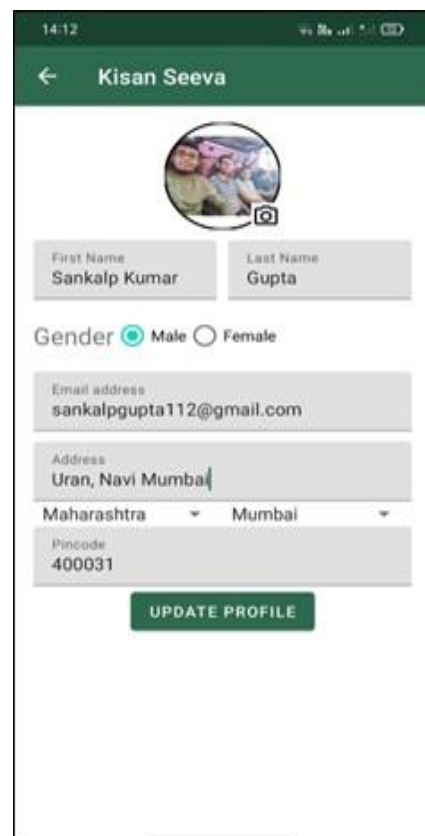 14:12
Kisan Seeva
First Name
Sankalp Kumar
Last Name
Gupta
Gender Male Female
Email address
sankalpgupta112@gmail.com
Address
Uran, Navi Mumbai
Maharashtra Mumbai
Pincode
400031
UPDATE PROFILE